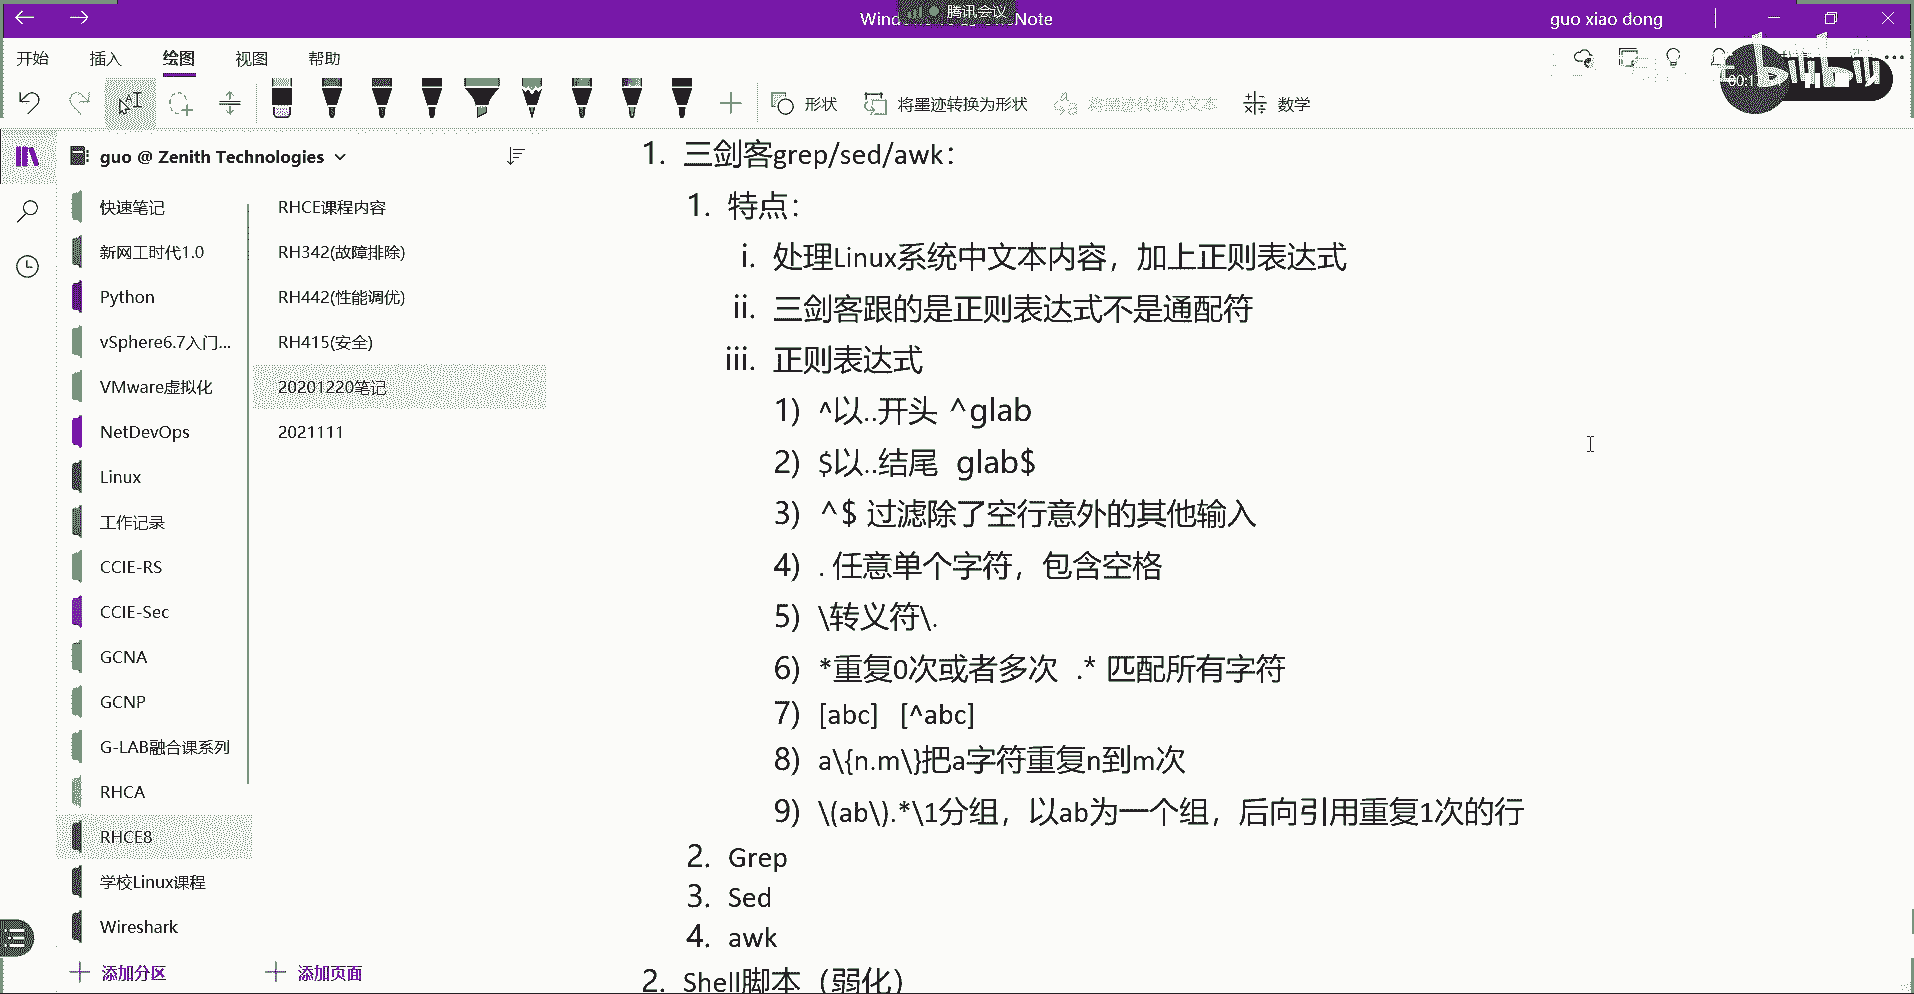 腾讯会议
guo xiao dong
开始 插入 绘图 视图 帮助
形状 将墨迹转换为形状 将墨迹转换为文本 数学
bilibili
guo @ Zenith Technologies
快速笔记
新网工时代1.0
Python
vSphere6.7入门...
VMware虚拟化
NetDevOps
Linux
工作记录
CCIE-RS
CCIE-Sec
GCNA
GCNP
G-LAB融合课系列
RHCA
RHCE8
学校Linux课程
Wireshark
添加分区
RHCE课程内容
RH342(故障排除)
RH442(性能调优)
RH415(安全)
20201220笔记
2021111
添加页面
1. 三剑客grep/sed/awk：
1. 特点：
i. 处理Linux系统中文本内容，加上正则表达式
ii. 三剑客跟的是正则表达式不是通配符
iii. 正则表达式
1) ^以..开头 ^glab
2) $以..结尾 glab$
3) ^$ 过滤除了空行意外的其他输入
4) . 任意单个字符，包含空格
5) \转义符\.
6) *重复0次或者多次 .* 匹配所有字符
7) [abc] [^abc]
8) a\{n.m\}把a字符重复n到m次
9) \(ab\).*\1分组，以ab为一个组，后向引用重复1次的行
2. Grep
3. Sed
4. awk
2. Shell脚本（弱化）